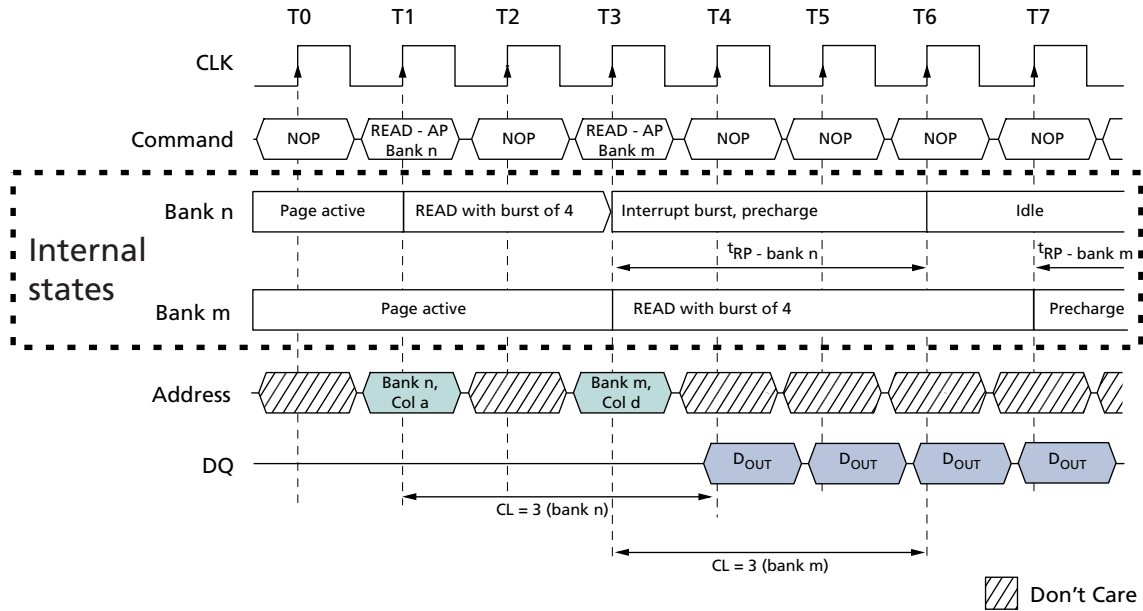 T0 T1 T2 T3 T4 T5 T6 T7
CLK
Command NOP READ - AP Bank n NOP READ - AP Bank m NOP NOP NOP NOP
Bank n Page active READ with burst of 4 Interrupt burst, precharge Idle
Internal states
tRP - bank n tRP - bank m
Bank m Page active READ with burst of 4 Precharge
Address Bank n, Col a Bank m, Col d
DQ DOUT DOUT DOUT DOUT
CL = 3 (bank n)
CL = 3 (bank m)
Don't Care